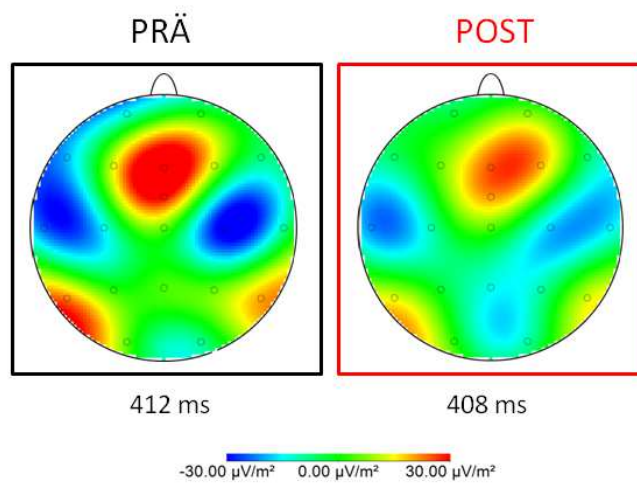 PRÄ
POST
412 ms
408 ms
-30.00 µV/m² 0.00 µV/m² 30.00 µV/m²